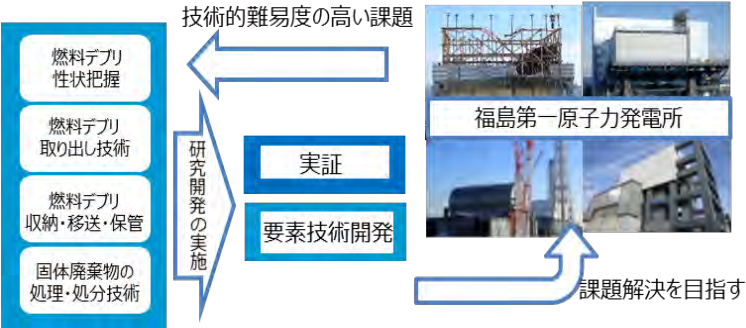 技術的難易度の高い課題
燃料デブリ
性状把握
燃料デブリ
取り出し技術
燃料デブリ
収納・移送・保管
固体廃棄物の
処理・処分技術
研究開発の実施
実証
要素技術開発
福島第一原子力発電所
課題解決を目指す